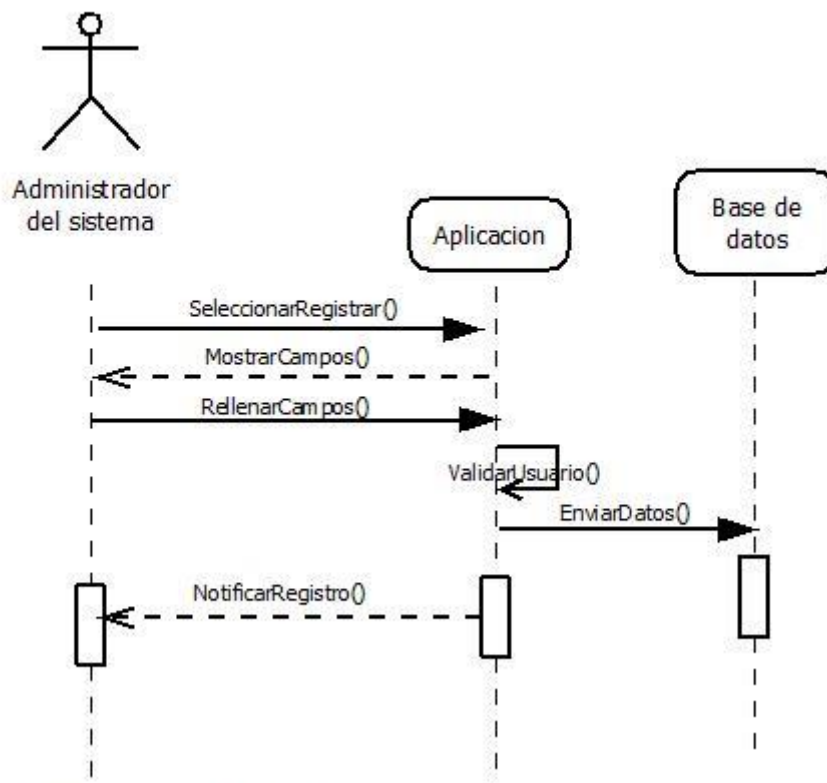 Administrador
del sistema
Aplicacion
Base de
datos
SeleccionarRegistrar()
MostrarCampos()
RellenarCampos()
ValidarUsuario()
EnviarDatos()
NotificarRegistro()